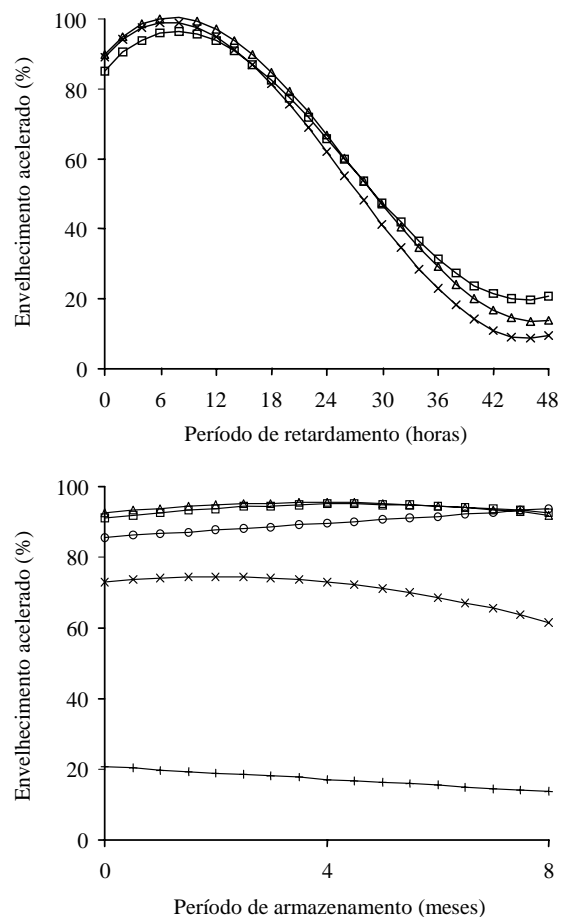 Envelhecimento acelerado (%)
100
80
60
40
20
0
0 6 12 18 24 30 36 42 48
Período de retardamento (horas)
Envelhecimento acelerado (%)
100
80
60
40
20
0
0 4 8
Período de armazenamento (meses)